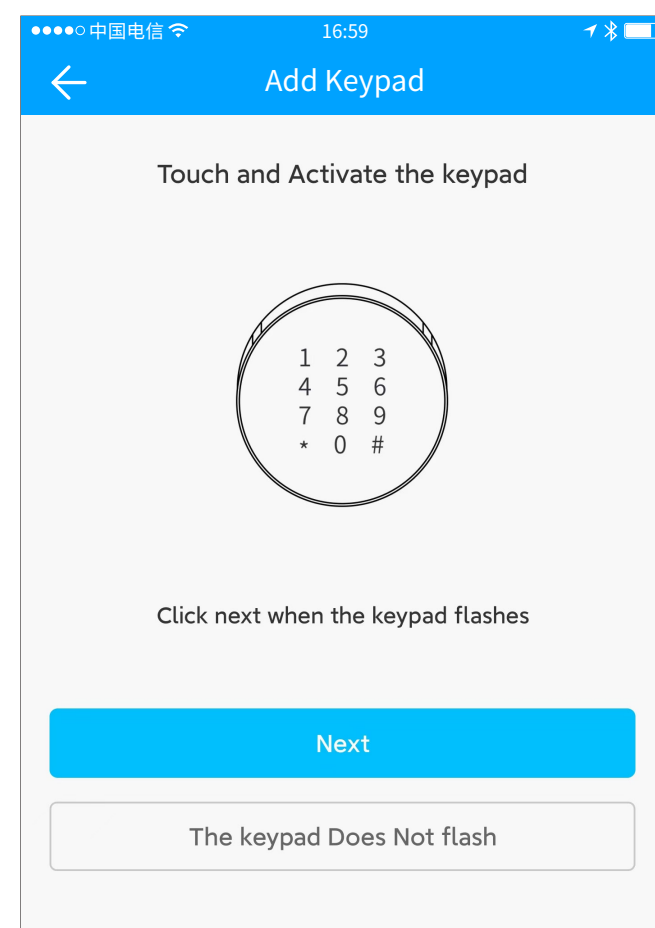 中国电信 16:59
Add Keypad
Touch and Activate the keypad
1 2 3
4 5 6
7 8 9
* 0 #
Click next when the keypad flashes
Next
The keypad Does Not flash